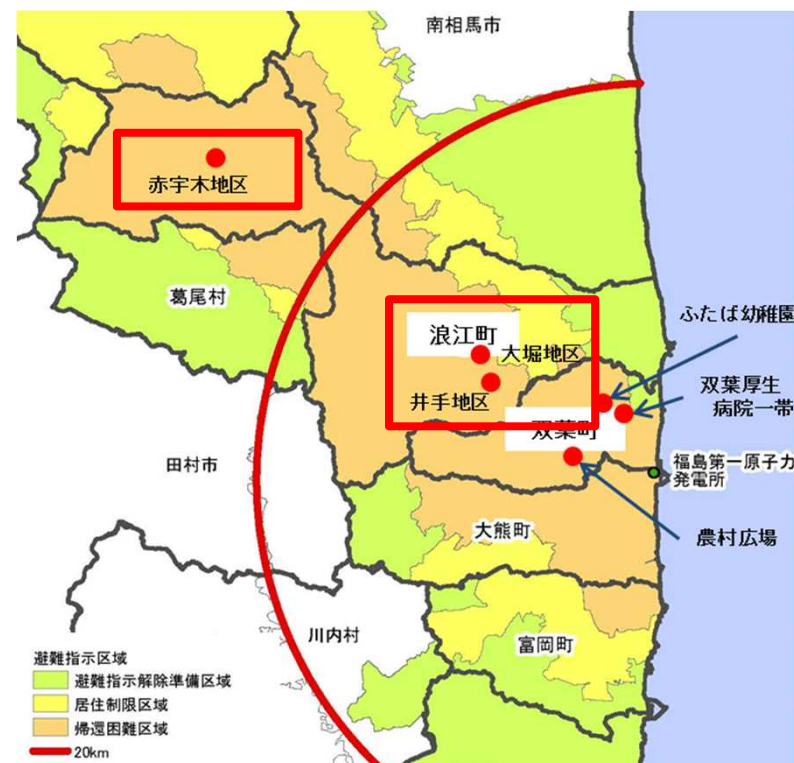 南相馬市
赤宇木地区
葛尾村
ふたば幼稚園
浪江町
大堀地区
双葉厚生
病院一帯
井手地区
双葉町
田村市
福島第一原子力
発電所
大熊町
農村広場
川内村
富岡町
避難指示区域
避難指示解除準備区域
居住制限区域
帰還困難区域
20km